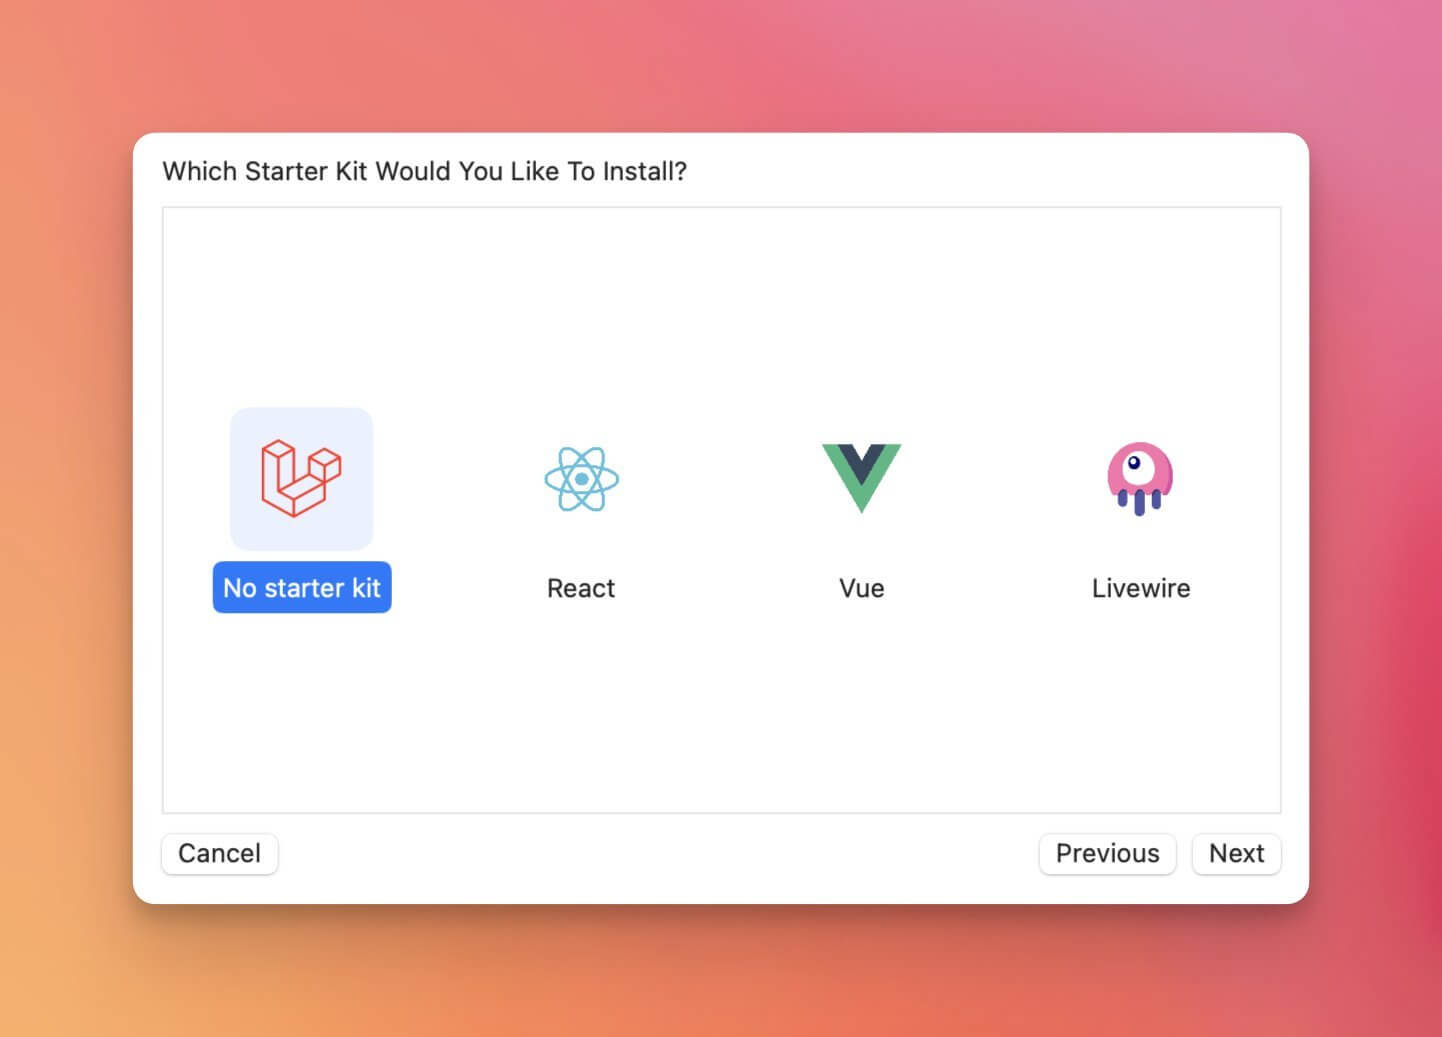 Which Starter Kit Would You Like To Install?
No starter kit
React
Vue
Livewire
Cancel
Previous
Next